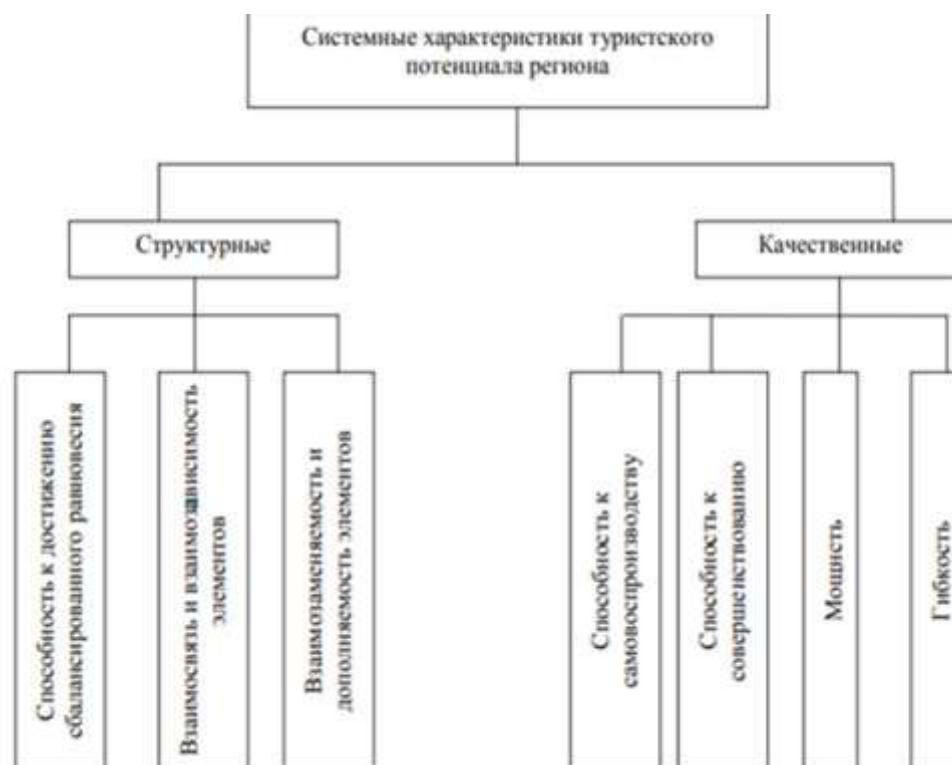 Системные характеристики туристского
потенциала региона
Структурные
Качественные
Способность к достижению
сбалансированного равновесия
Взаимосвязь и взаимозависимость
элементов
Взаимозаменяемость и
дополняемость элементов
Способность к
самовоспроизводству
Способность к
совершенствованию
Мощность
Гибкость